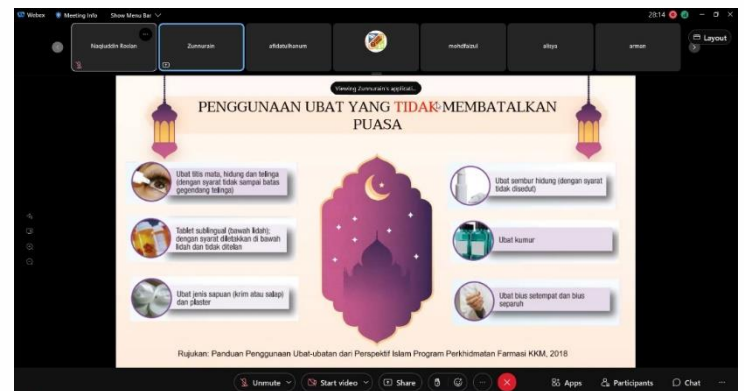 Webex
Meeting Info
Show Menu Bar
28:14
Layout
Naqiuddin Ravlan
Zunnurain
afidatulhanum
mohdfaizul
alisya
arman
Viewing Zunnurain's applicati...
PENGGUNAAN UBAT YANG TIDAK MEMBATALKAN
PUASA
Ubat titis mata, hidung dan telinga
(dengan syarat tidak sampai batas
gegendang telinga)
Tablet sublingual (bawah lidah);
dengan syarat diletakkan di bawah
lidah dan tidak ditelan
Ubat jenis sapuan (krim atau salap)
dan plaster
Ubat sembur hidung (dengan syarat
tidak disedut)
Ubat kumur
Ubat bius setempat dan bius
separuh
Rujukan: Panduan Penggunaan Ubat-ubatan dari Perspektif Islam Program Perkhidmatan Farmasi KKM, 2018
Unmute
Start video
Share
Apps
Participants
Chat